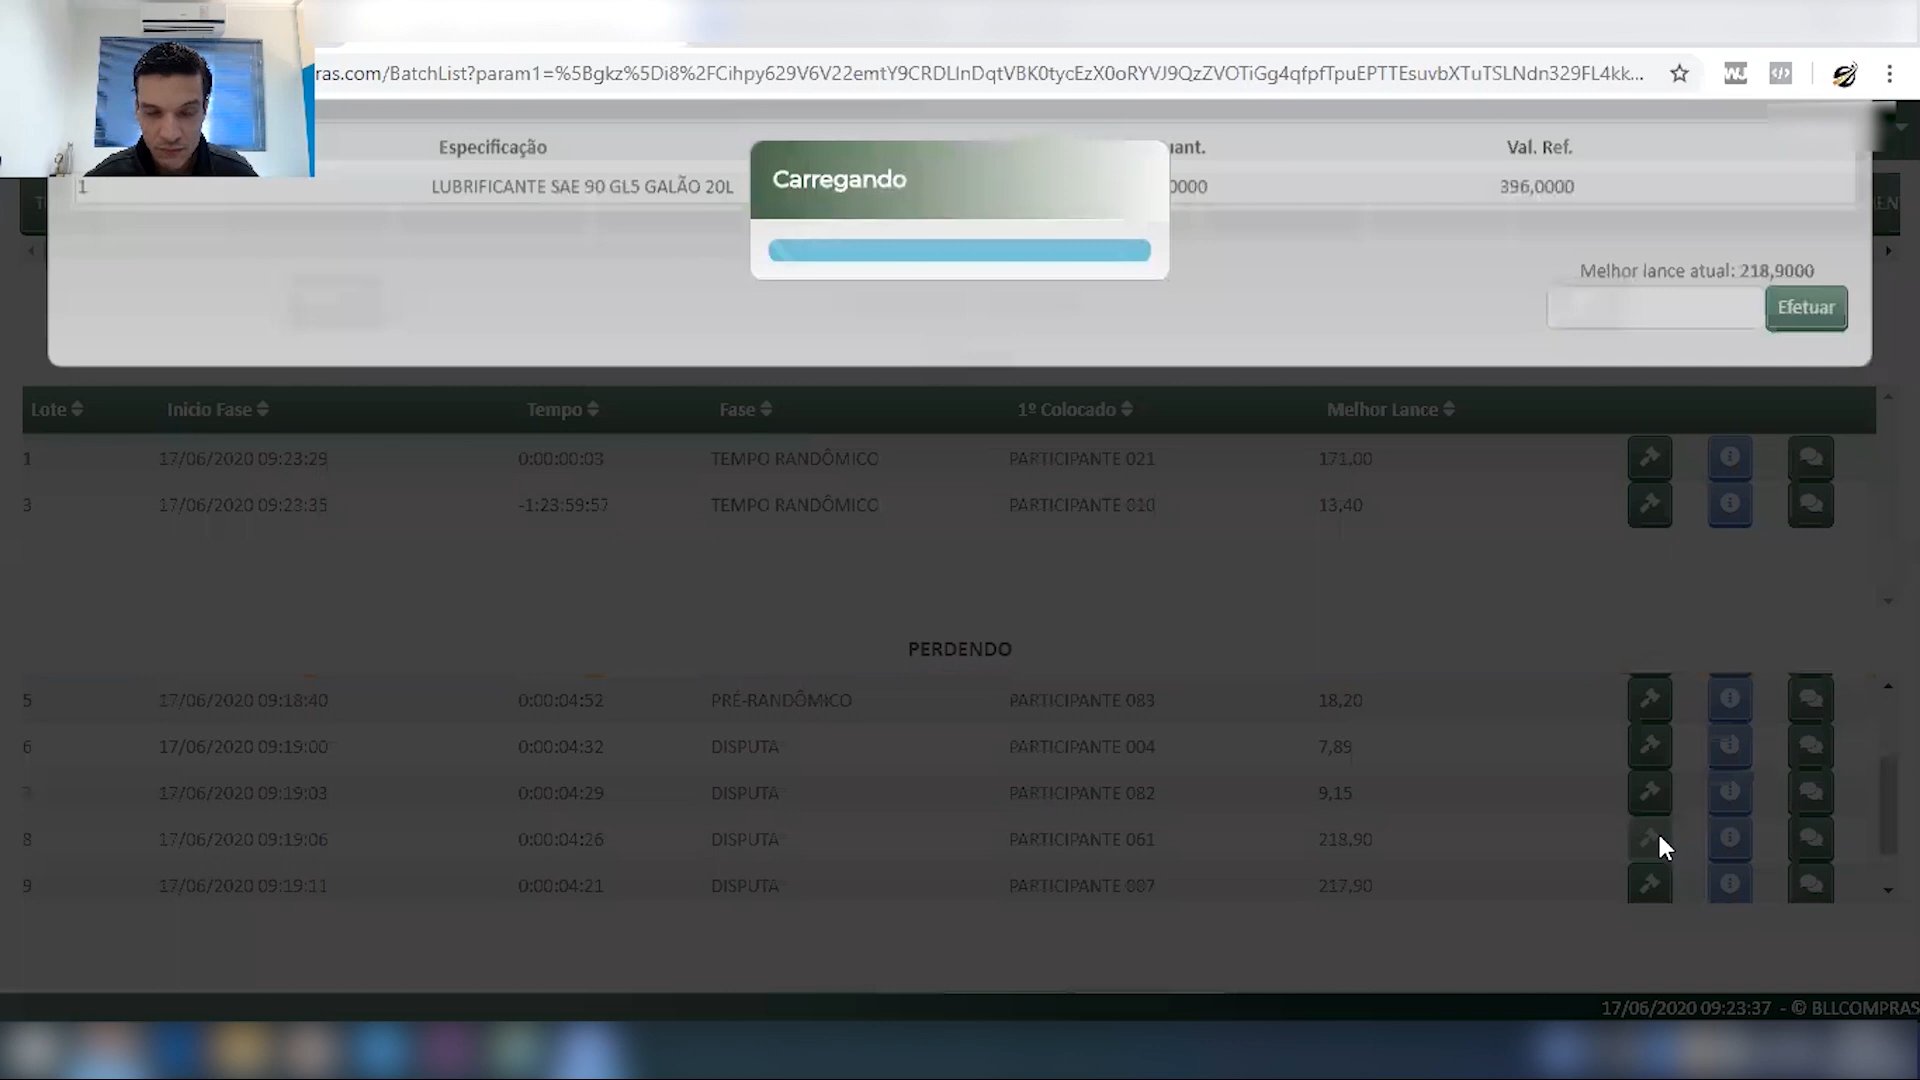 ras.com/BatchList?param1=%5Bgkz%5Di8%2FCihpy629V6V22emtY9CRDLlnDqtVBK0tycEzX0oRYVJ9QzZVOTiGg4qfpfTpuEPTTEsuvbXTuTSLNdn329FL4kk...
Especificação uant. Val. Ref.
1 LUBRIFICANTE SAE 90 GL5 GALÃO 20L 0000 396,0000
Carregando
Melhor lance atual: 218,9000
Efetuar
Lote Inicio Fase Tempo Fase 1º Colocado Melhor Lance
1 17/06/2020 09:23:29 0:00:00:03 TEMPO RANDÔMICO PARTICIPANTE 021 171,00
3 17/06/2020 09:23:35 -1:23:59:57 TEMPO RANDÔMICO PARTICIPANTE 010 13,40
PERDENDO
5 17/06/2020 09:18:40 0:00:04:52 PRÉ-RANDÔMICO PARTICIPANTE 083 18,20
6 17/06/2020 09:19:00 0:00:04:32 DISPUTA PARTICIPANTE 004 7,89
7 17/06/2020 09:19:03 0:00:04:29 DISPUTA PARTICIPANTE 082 9,15
8 17/06/2020 09:19:06 0:00:04:26 DISPUTA PARTICIPANTE 061 218,90
9 17/06/2020 09:19:11 0:00:04:21 DISPUTA PARTICIPANTE 007 217,90
17/06/2020 09:23:37 - © BLLCOMPRAS